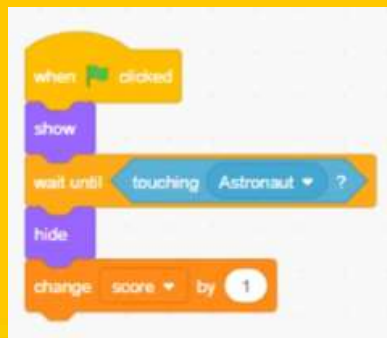 when clicked
show
wait until touching Astronaut ?
hide
change score by 1